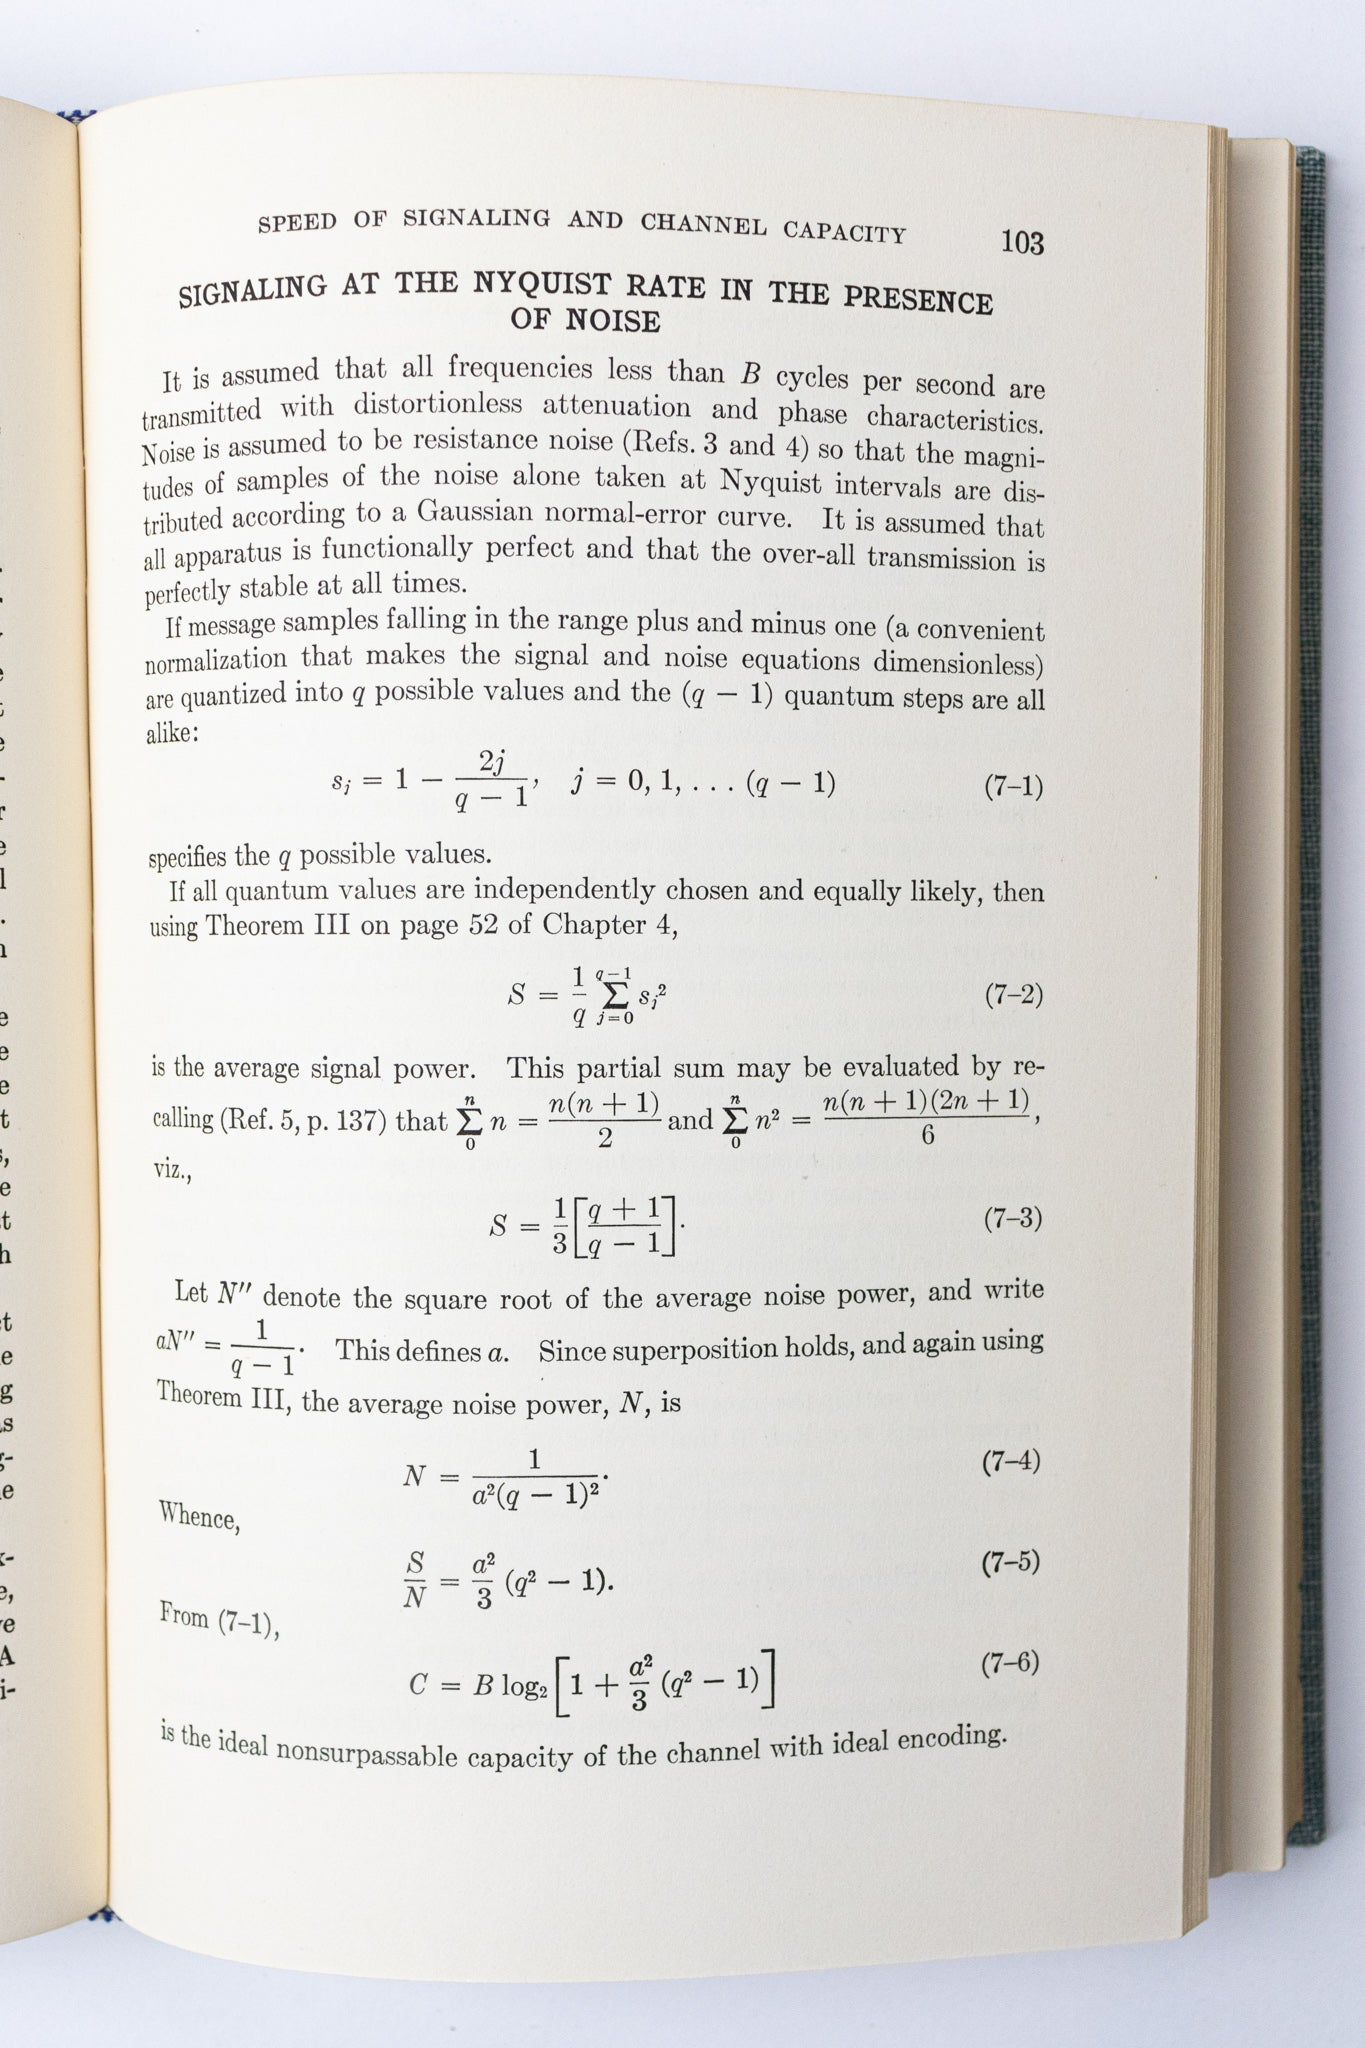 SPEED OF SIGNALING AND CHANNEL CAPACITY 103
SIGNALING AT THE NYQUIST RATE IN THE PRESENCE
OF NOISE
It is assumed that all frequencies less than B cycles per second are
transmitted with distortionless attenuation and phase characteristics.
Noise is assumed to be resistance noise (Refs. 3 and 4) so that the magni-
tudes of samples of the noise alone taken at Nyquist intervals are dis-
tributed according to a Gaussian normal-error curve. It is assumed that
all apparatus is functionally perfect and that the over-all transmission is
perfectly stable at all times.
If message samples falling in the range plus and minus one (a convenient
normalization that makes the signal and noise equations dimensionless)
are quantized into q possible values and the (q − 1) quantum steps are all
alike:
s_j = 1 − 2j/(q − 1), j = 0, 1, . . . (q − 1) (7–1)
specifies the q possible values.
If all quantum values are independently chosen and equally likely, then
using Theorem III on page 52 of Chapter 4,
S = 1/q Σ_{j=0}^{q−1} s_j² (7–2)
is the average signal power. This partial sum may be evaluated by re-
calling (Ref. 5, p. 137) that Σ_0^n n = n(n + 1)/2 and Σ_0^n n² = n(n + 1)(2n + 1)/6,
viz.,
S = 1/3 [(q + 1)/(q − 1)]. (7–3)
Let N″ denote the square root of the average noise power, and write
aN″ = 1/(q − 1). This defines a. Since superposition holds, and again using
Theorem III, the average noise power, N, is
N = 1/(a²(q − 1)²). (7–4)
Whence,
S/N = a²/3 (q² − 1). (7–5)
From (7–1),
C = B log₂ [1 + a²/3 (q² − 1)] (7–6)
is the ideal nonsurpassable capacity of the channel with ideal encoding.